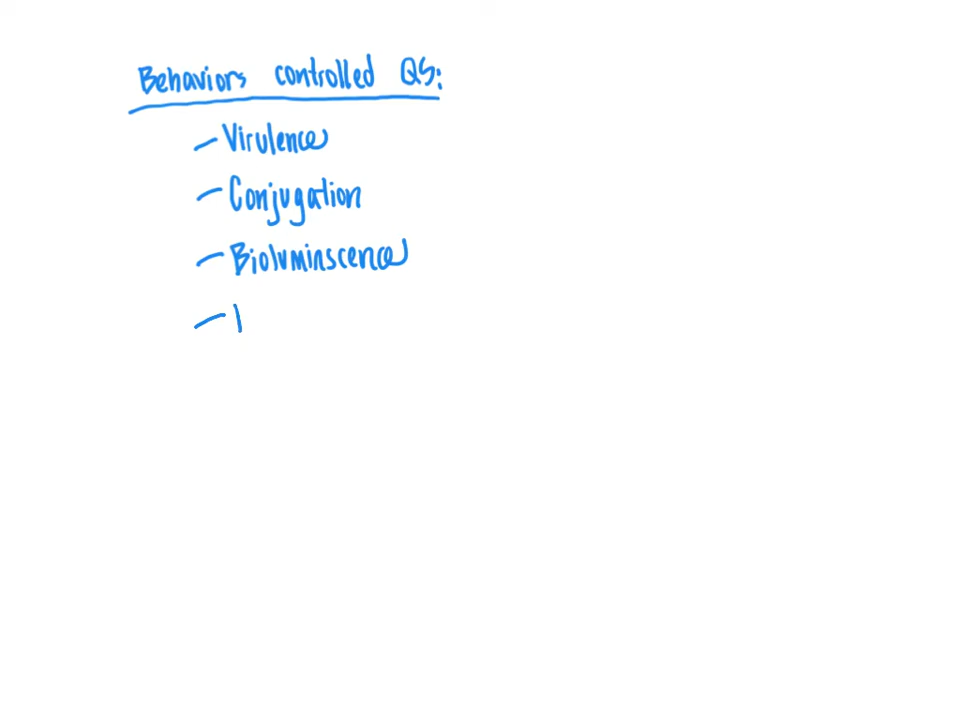 Behaviors controlled QS:
- Virulence
- Conjugation
- Bioluminscence
-